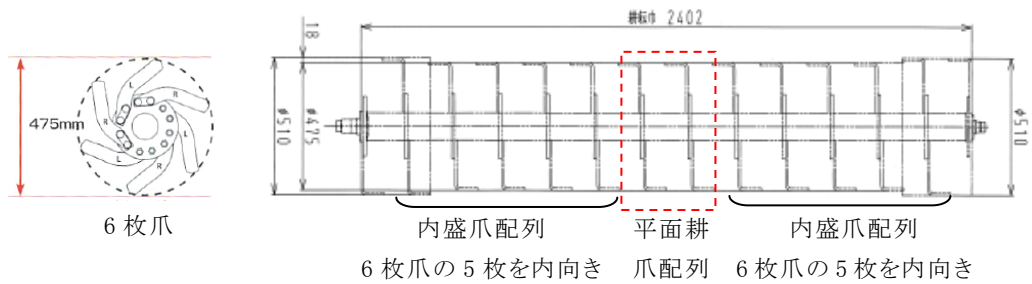 耕耘巾 2402
18
φ510
φ475
φ510
475mm
L
R
R
L
L
R
6 枚爪
内盛爪配列
平面耕
内盛爪配列
6 枚爪の 5 枚を内向き
爪配列
6 枚爪の 5 枚を内向き